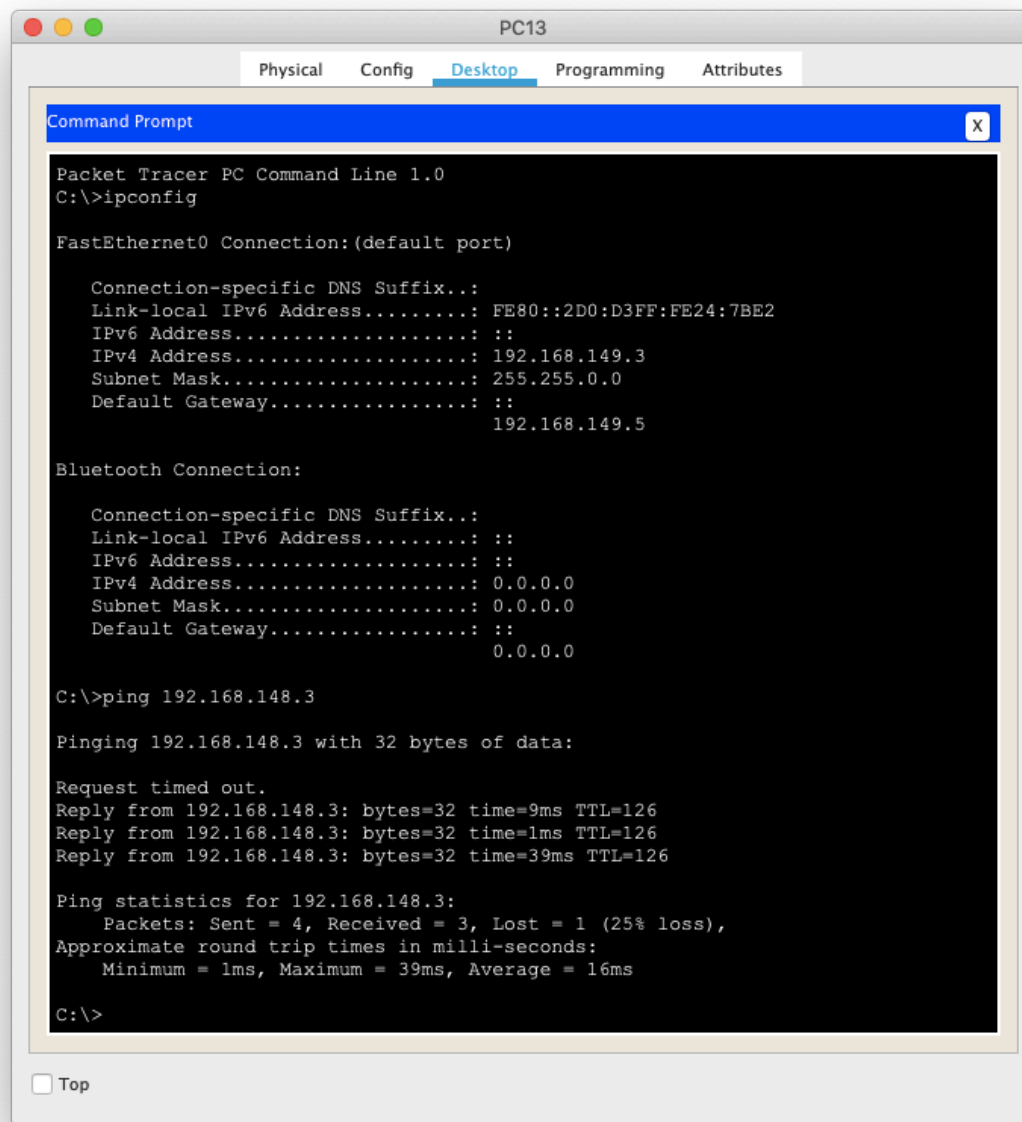 PC13
Physical Config Desktop Programming Attributes
Command Prompt
X
Packet Tracer PC Command Line 1.0
C:\>ipconfig
FastEthernet0 Connection:(default port)
Connection-specific DNS Suffix..:
Link-local IPv6 Address.........: FE80::2D0:D3FF:FE24:7BE2
IPv6 Address....................: ::
IPv4 Address....................: 192.168.149.3
Subnet Mask.....................: 255.255.0.0
Default Gateway.................: ::
192.168.149.5
Bluetooth Connection:
Connection-specific DNS Suffix..:
Link-local IPv6 Address.........: ::
IPv6 Address....................: ::
IPv4 Address....................: 0.0.0.0
Subnet Mask.....................: 0.0.0.0
Default Gateway.................: ::
0.0.0.0
C:\>ping 192.168.148.3
Pinging 192.168.148.3 with 32 bytes of data:
Request timed out.
Reply from 192.168.148.3: bytes=32 time=9ms TTL=126
Reply from 192.168.148.3: bytes=32 time=1ms TTL=126
Reply from 192.168.148.3: bytes=32 time=39ms TTL=126
Ping statistics for 192.168.148.3:
Packets: Sent = 4, Received = 3, Lost = 1 (25% loss),
Approximate round trip times in milli-seconds:
Minimum = 1ms, Maximum = 39ms, Average = 16ms
C:\>
Top